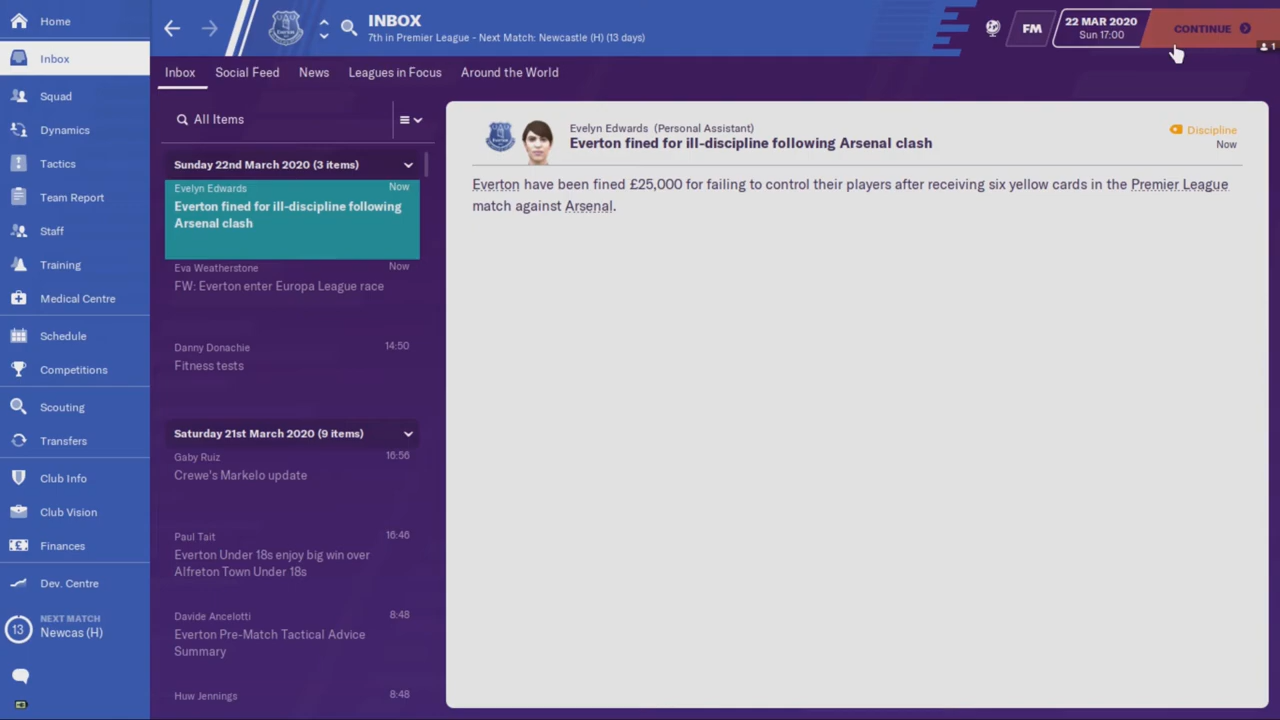 Home
Inbox
Squad
Dynamics
Tactics
Team Report
Staff
Training
Medical Centre
Schedule
Competitions
Scouting
Transfers
Club Info
Club Vision
Finances
Dev. Centre
13
NEXT MATCH
Newcas (H)
INBOX
7th in Premier League - Next Match: Newcastle (H) (13 days)
FM
22 MAR 2020
Sun 17:00
CONTINUE
1
Inbox
Social Feed
News
Leagues in Focus
Around the World
All Items
Sunday 22nd March 2020 (3 items)
Evelyn Edwards
Now
Everton fined for ill-discipline following
Arsenal clash
Eva Weatherstone
Now
FW: Everton enter Europa League race
Danny Donachie
14:50
Fitness tests
Saturday 21st March 2020 (9 items)
Gaby Ruiz
16:56
Crewe's Markelo update
Paul Tait
16:46
Everton Under 18s enjoy big win over
Alfreton Town Under 18s
Davide Ancelotti
8:48
Everton Pre-Match Tactical Advice
Summary
Huw Jennings
8:48
Evelyn Edwards (Personal Assistant)
Everton fined for ill-discipline following Arsenal clash
Discipline
Now
Everton have been fined £25,000 for failing to control their players after receiving six yellow cards in the Premier League
match against Arsenal.